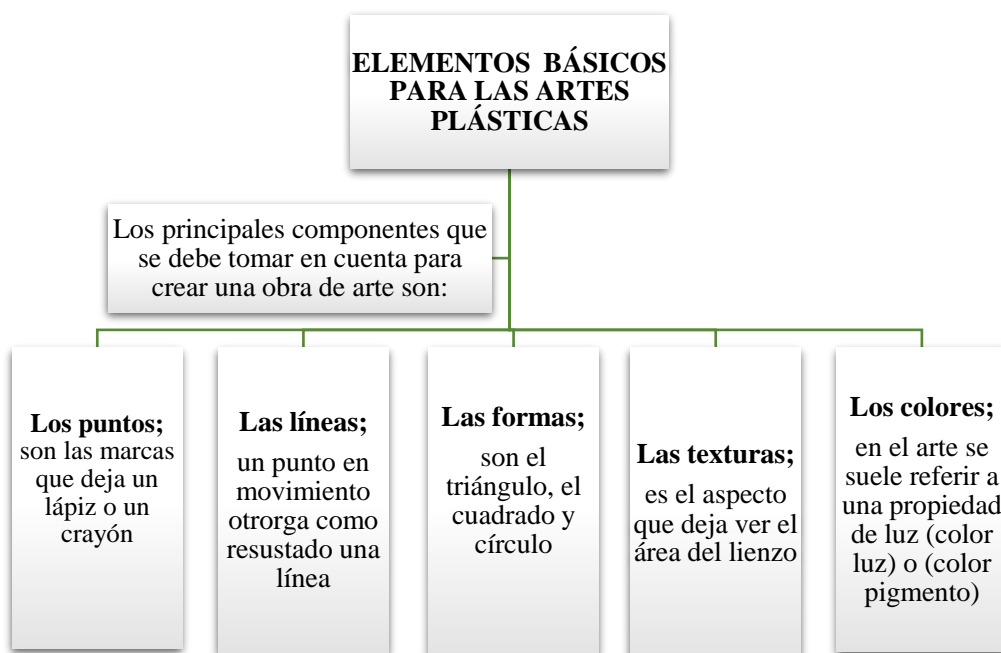 ELEMENTOS BÁSICOS
PARA LAS ARTES
PLÁSTICAS
Los principales componentes que
se debe tomar en cuenta para
crear una obra de arte son:
Los puntos;
son las marcas
que deja un
lápiz o un
crayón
Las líneas;
un punto en
movimiento
otrorga como
resustado una
línea
Las formas;
son el
triángulo, el
cuadrado y
círculo
Las texturas;
es el aspecto
que deja ver el
área del lienzo
Los colores;
en el arte se
suele referir a
una propiedad
de luz (color
luz) o (color
pigmento)